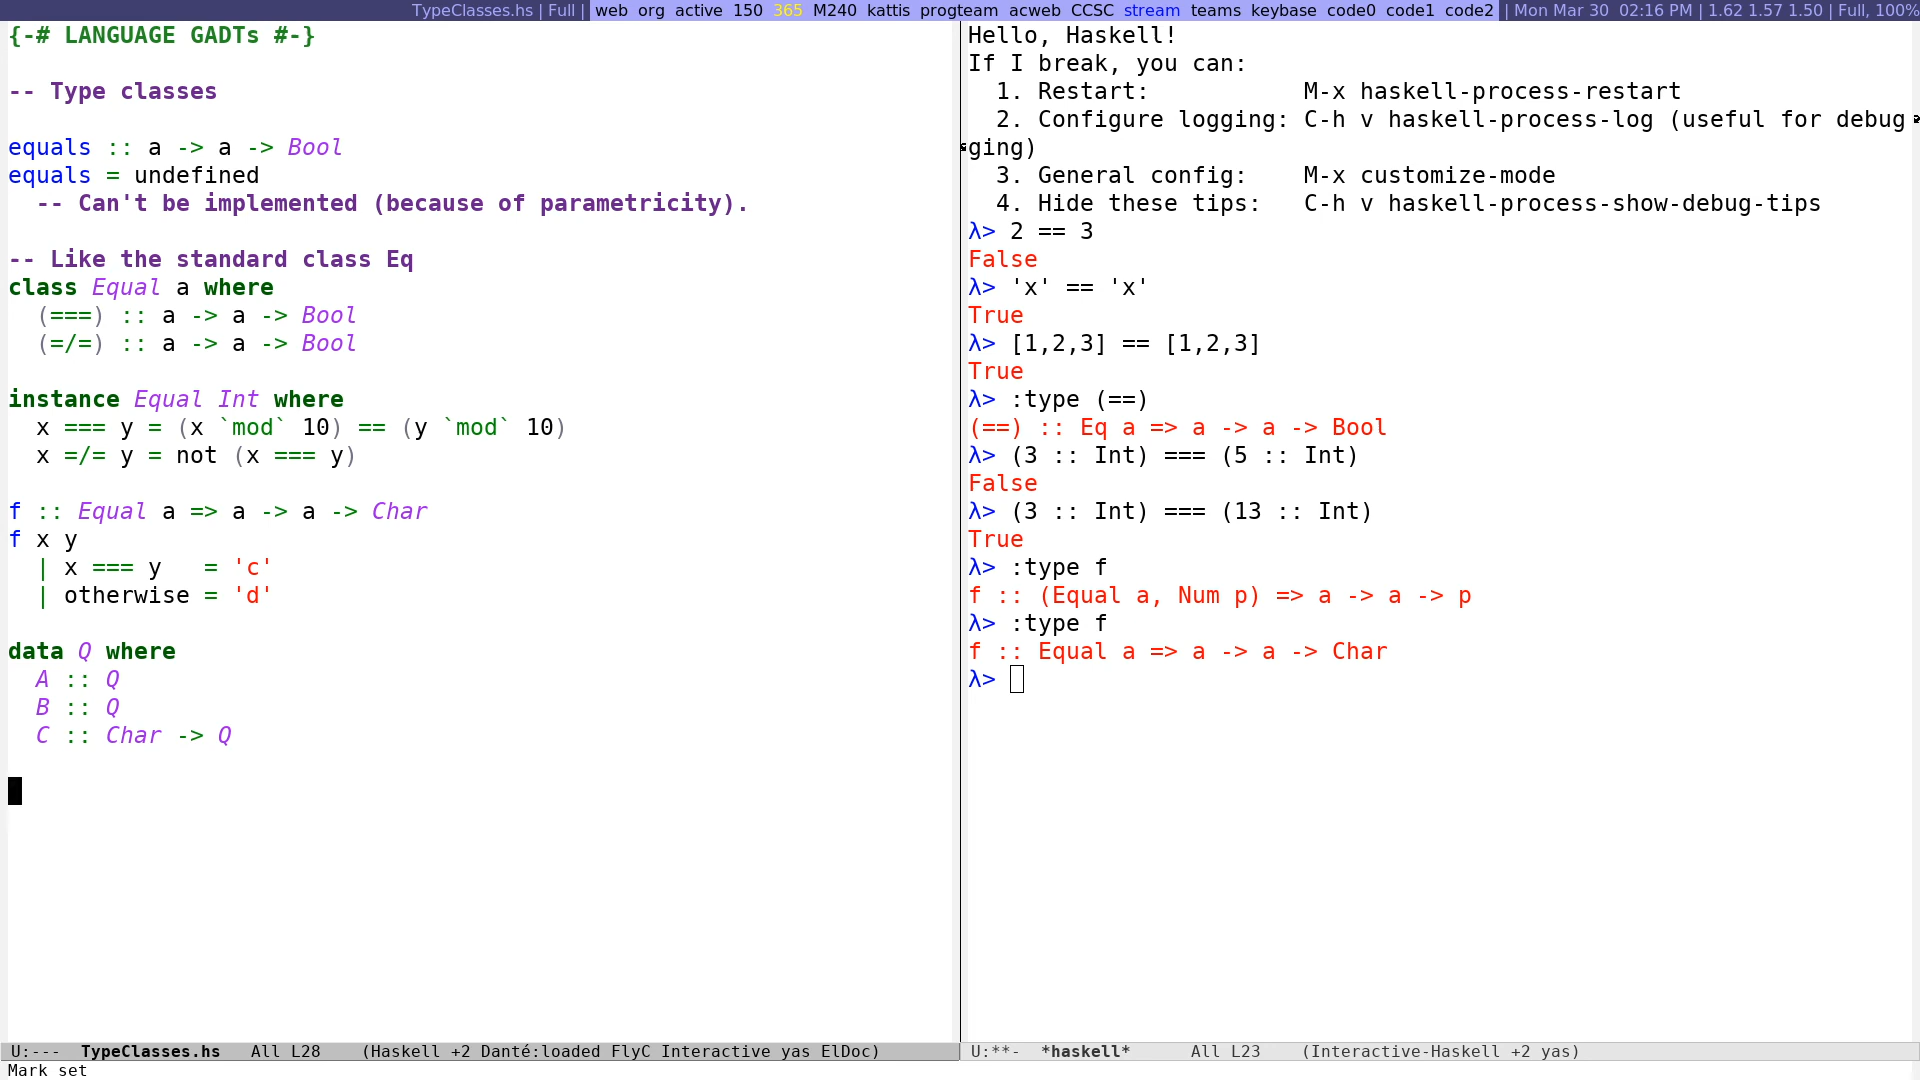 TypeClasses.hs | Full | web org active 150 365 M240 kattis progteam acweb CCSC stream teams keybase code0 code1 code2 | Mon Mar 30 02:16 PM | 1.62 1.57 1.50 | Full, 100%
{-# LANGUAGE GADTs #-}
-- Type classes
equals :: a -> a -> Bool
equals = undefined
  -- Can't be implemented (because of parametricity).
-- Like the standard class Eq
class Equal a where
  (===) :: a -> a -> Bool
  (=/=) :: a -> a -> Bool
instance Equal Int where
  x === y = (x `mod` 10) == (y `mod` 10)
  x =/= y = not (x === y)
f :: Equal a => a -> a -> Char
f x y
  | x === y   = 'c'
  | otherwise = 'd'
data Q where
  A :: Q
  B :: Q
  C :: Char -> Q
U:---  TypeClasses.hs   All L28    (Haskell +2 Danté:loaded FlyC Interactive yas ElDoc)
Mark set
Hello, Haskell!
If I break, you can:
  1. Restart:           M-x haskell-process-restart
  2. Configure logging: C-h v haskell-process-log (useful for debug
ging)
  3. General config:    M-x customize-mode
  4. Hide these tips:   C-h v haskell-process-show-debug-tips
λ> 2 == 3
False
λ> 'x' == 'x'
True
λ> [1,2,3] == [1,2,3]
True
λ> :type (==)
(==) :: Eq a => a -> a -> Bool
λ> (3 :: Int) === (5 :: Int)
False
λ> (3 :: Int) === (13 :: Int)
True
λ> :type f
f :: (Equal a, Num p) => a -> a -> p
λ> :type f
f :: Equal a => a -> a -> Char
λ>
U:**-  *haskell*      All L23    (Interactive-Haskell +2 yas)